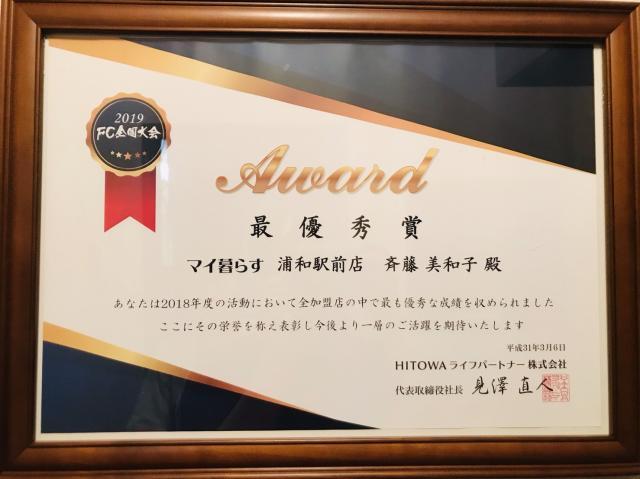 2019
FC全国大会
Award
最優秀賞
マイ暮らす 浦和駅前店 斉藤 美和子 殿
あなたは2018年度の活動において全加盟店の中で最も優秀な成績を収められました
ここにその栄誉を称え表彰し今後より一層のご活躍を期待いたします
平成31年3月6日
HITOWAライフパートナー株式会社
代表取締役社長 見澤 直人